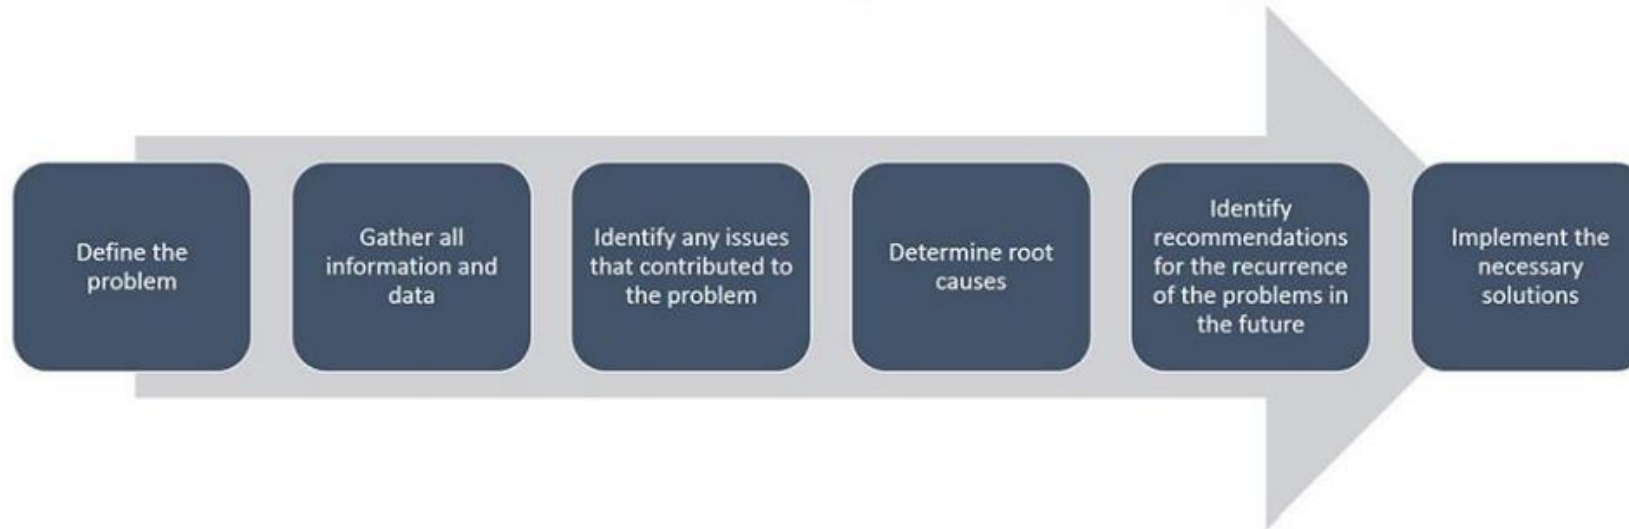 Define the
problem
Gather all
information and
data
Identify any issues
that contributed to
the problem
Determine root
causes
Identify
recommendations
for the recurrence
of the problems in
the future
Implement the
necessary
solutions